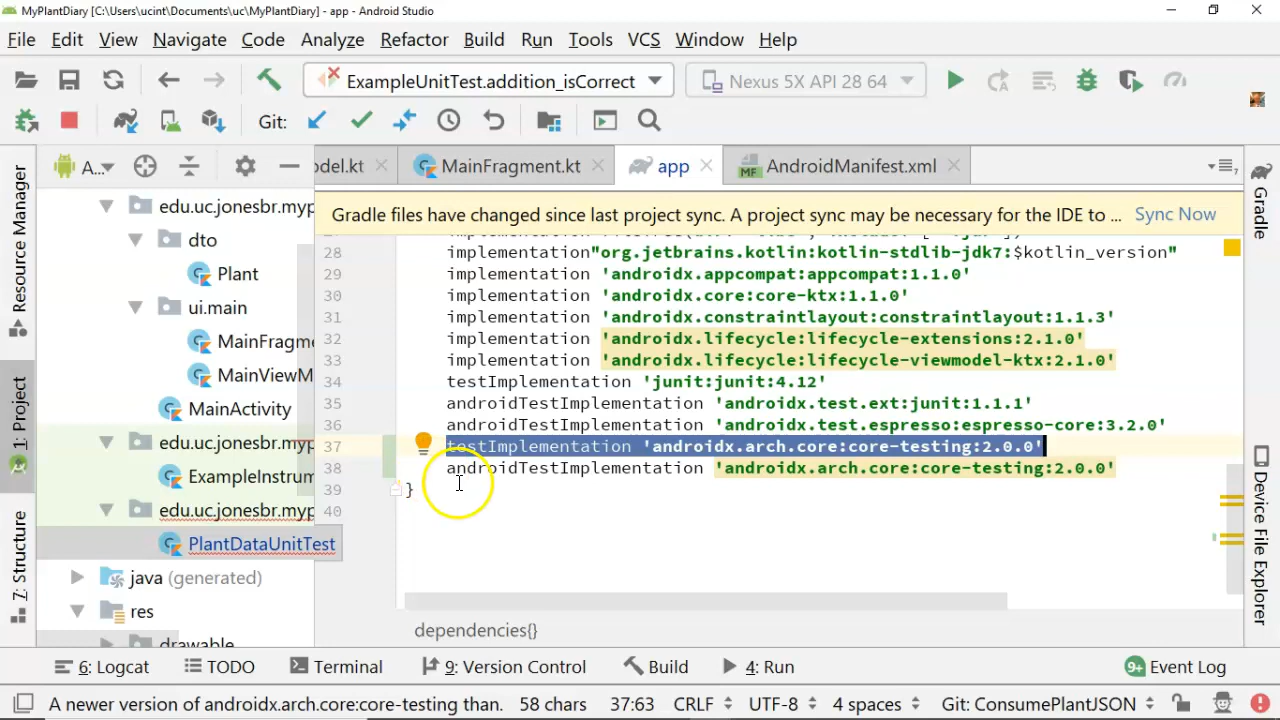 MyPlantDiary [C:\Users\ucint\Documents\uc\MyPlantDiary] - app - Android Studio
File Edit View Navigate Code Analyze Refactor Build Run Tools VCS Window Help
ExampleUnitTest.addition_isCorrect Nexus 5X API 28 64
Git:
A... odel.kt MainFragment.kt app MF AndroidManifest.xml
Gradle files have changed since last project sync. A project sync may be necessary for the IDE to ... Sync Now
edu.uc.jonesbr.myp
dto
Plant
ui.main
MainFragme
MainViewM
MainActivity
edu.uc.jonesbr.myp
ExampleInstrum
edu.uc.jonesbr.myp
PlantDataUnitTest
java (generated)
res
drawable
28 implementation"org.jetbrains.kotlin:kotlin-stdlib-jdk7:$kotlin_version"
29 implementation 'androidx.appcompat:appcompat:1.1.0'
30 implementation 'androidx.core:core-ktx:1.1.0'
31 implementation 'androidx.constraintlayout:constraintlayout:1.1.3'
32 implementation 'androidx.lifecycle:lifecycle-extensions:2.1.0'
33 implementation 'androidx.lifecycle:lifecycle-viewmodel-ktx:2.1.0'
34 testImplementation 'junit:junit:4.12'
35 androidTestImplementation 'androidx.test.ext:junit:1.1.1'
36 androidTestImplementation 'androidx.test.espresso:espresso-core:3.2.0'
37 testImplementation 'androidx.arch.core:core-testing:2.0.0'
38 androidTestImplementation 'androidx.arch.core:core-testing:2.0.0'
39 }
40
dependencies{}
Resource Manager
1: Project
7: Structure
Gradle
Device File Explorer
6: Logcat TODO Terminal 9: Version Control Build 4: Run 9+ Event Log
A newer version of androidx.arch.core:core-testing than. 58 chars 37:63 CRLF UTF-8 4 spaces Git: ConsumePlantJSON